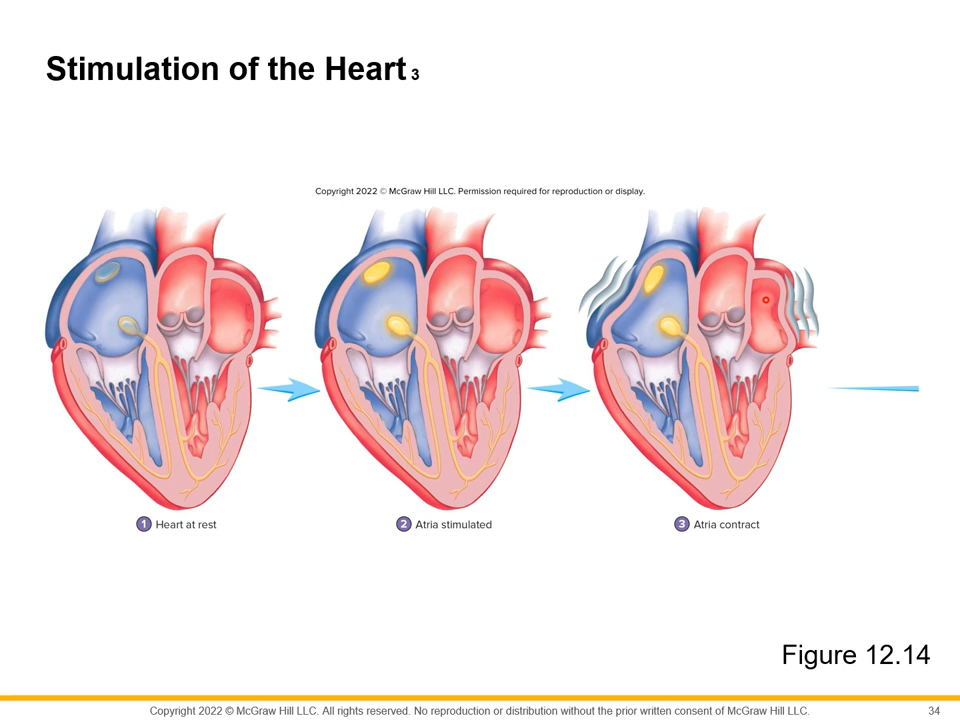 Stimulation of the Heart 3
Copyright 2022 © McGraw Hill LLC. Permission required for reproduction or display.
1 Heart at rest
2 Atria stimulated
3 Atria contract
Figure 12.14
Copyright 2022 © McGraw Hill LLC. All rights reserved. No reproduction or distribution without the prior written consent of McGraw Hill LLC.
34